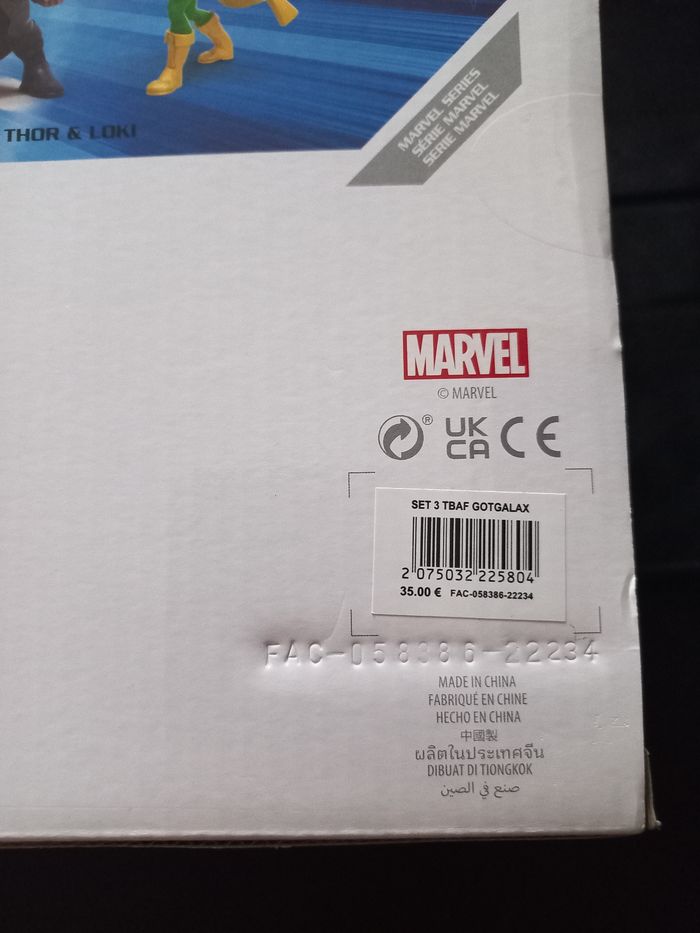 THOR & LOKI
MARVEL SERIES
SÉRIE MARVEL
SERIE MARVEL
MARVEL
© MARVEL
®
UK
CA CE
SET 3 TBAF GOTGALAX
2 075032 225804
35.00 € FAC-058386-22234
FAC-058386-22234
MADE IN CHINA
FABRIQUÉ EN CHINE
HECHO EN CHINA
中國製
ผลิตในประเทศจีน
DIBUAT DI TIONGKOK
صنع في الصين